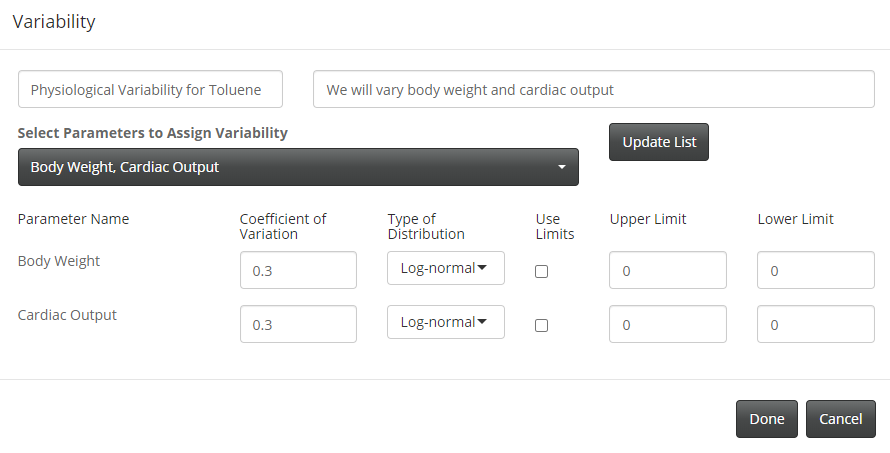 Variability
Physiological Variability for Toluene
We will vary body weight and cardiac output
Select Parameters to Assign Variability
Update List
Body Weight, Cardiac Output
Parameter Name
Coefficient of
Variation
Type of
Distribution
Use
Limits
Upper Limit
Lower Limit
Body Weight
0.3
Log-normal
0
0
Cardiac Output
0.3
Log-normal
0
0
Done
Cancel